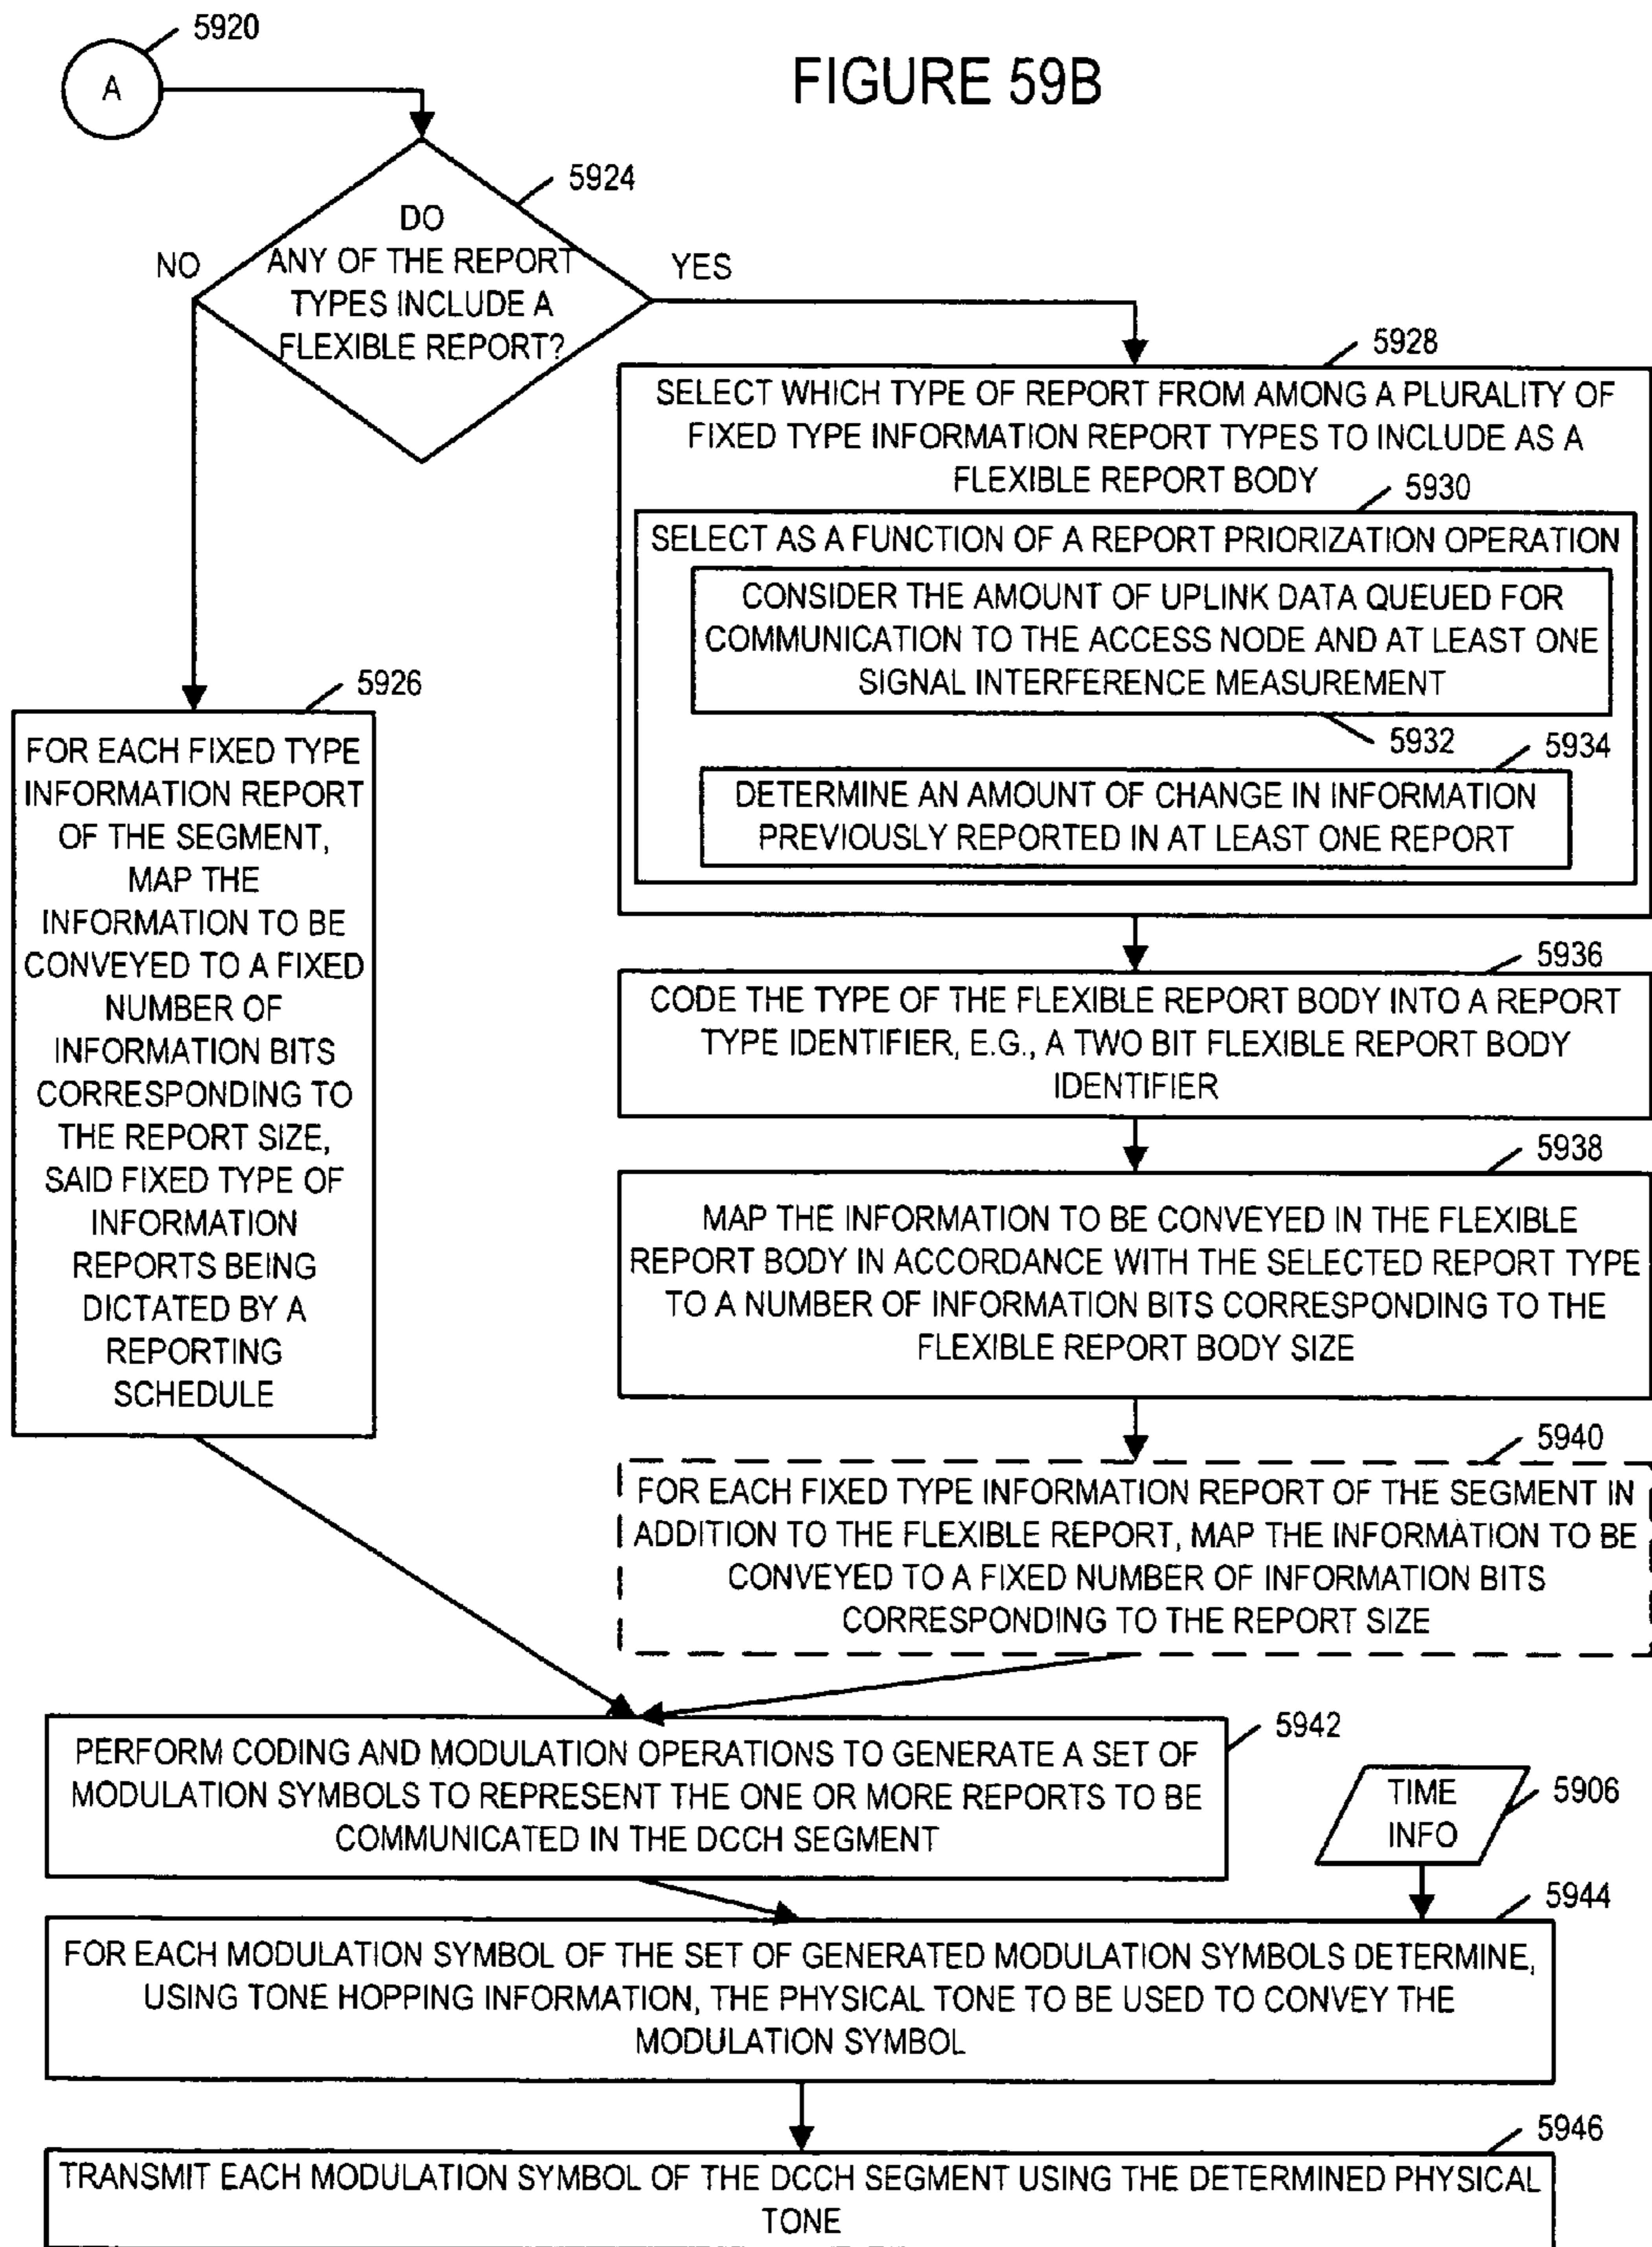 5920
FIGURE 59B
A
5924
DO
ANY OF THE REPORT
TYPES INCLUDE A
FLEXIBLE REPORT?
NO
YES
5928
SELECT WHICH TYPE OF REPORT FROM AMONG A PLURALITY OF
FIXED TYPE INFORMATION REPORT TYPES TO INCLUDE AS A
FLEXIBLE REPORT BODY
5930
SELECT AS A FUNCTION OF A REPORT PRIORIZATION OPERATION
CONSIDER THE AMOUNT OF UPLINK DATA QUEUED FOR
COMMUNICATION TO THE ACCESS NODE AND AT LEAST ONE
SIGNAL INTERFERENCE MEASUREMENT
5932
5934
DETERMINE AN AMOUNT OF CHANGE IN INFORMATION
PREVIOUSLY REPORTED IN AT LEAST ONE REPORT
5926
FOR EACH FIXED TYPE
INFORMATION REPORT
OF THE SEGMENT,
MAP THE
INFORMATION TO BE
CONVEYED TO A FIXED
NUMBER OF
INFORMATION BITS
CORRESPONDING TO
THE REPORT SIZE,
SAID FIXED TYPE OF
INFORMATION
REPORTS BEING
DICTATED BY A
REPORTING
SCHEDULE
5936
CODE THE TYPE OF THE FLEXIBLE REPORT BODY INTO A REPORT
TYPE IDENTIFIER, E.G., A TWO BIT FLEXIBLE REPORT BODY
IDENTIFIER
5938
MAP THE INFORMATION TO BE CONVEYED IN THE FLEXIBLE
REPORT BODY IN ACCORDANCE WITH THE SELECTED REPORT TYPE
TO A NUMBER OF INFORMATION BITS CORRESPONDING TO THE
FLEXIBLE REPORT BODY SIZE
5940
FOR EACH FIXED TYPE INFORMATION REPORT OF THE SEGMENT IN
ADDITION TO THE FLEXIBLE REPORT, MAP THE INFORMATION TO BE
CONVEYED TO A FIXED NUMBER OF INFORMATION BITS
CORRESPONDING TO THE REPORT SIZE
5942
PERFORM CODING AND MODULATION OPERATIONS TO GENERATE A SET OF
MODULATION SYMBOLS TO REPRESENT THE ONE OR MORE REPORTS TO BE
COMMUNICATED IN THE DCCH SEGMENT
TIME
INFO
5906
5944
FOR EACH MODULATION SYMBOL OF THE SET OF GENERATED MODULATION SYMBOLS DETERMINE,
USING TONE HOPPING INFORMATION, THE PHYSICAL TONE TO BE USED TO CONVEY THE
MODULATION SYMBOL
5946
TRANSMIT EACH MODULATION SYMBOL OF THE DCCH SEGMENT USING THE DETERMINED PHYSICAL
TONE